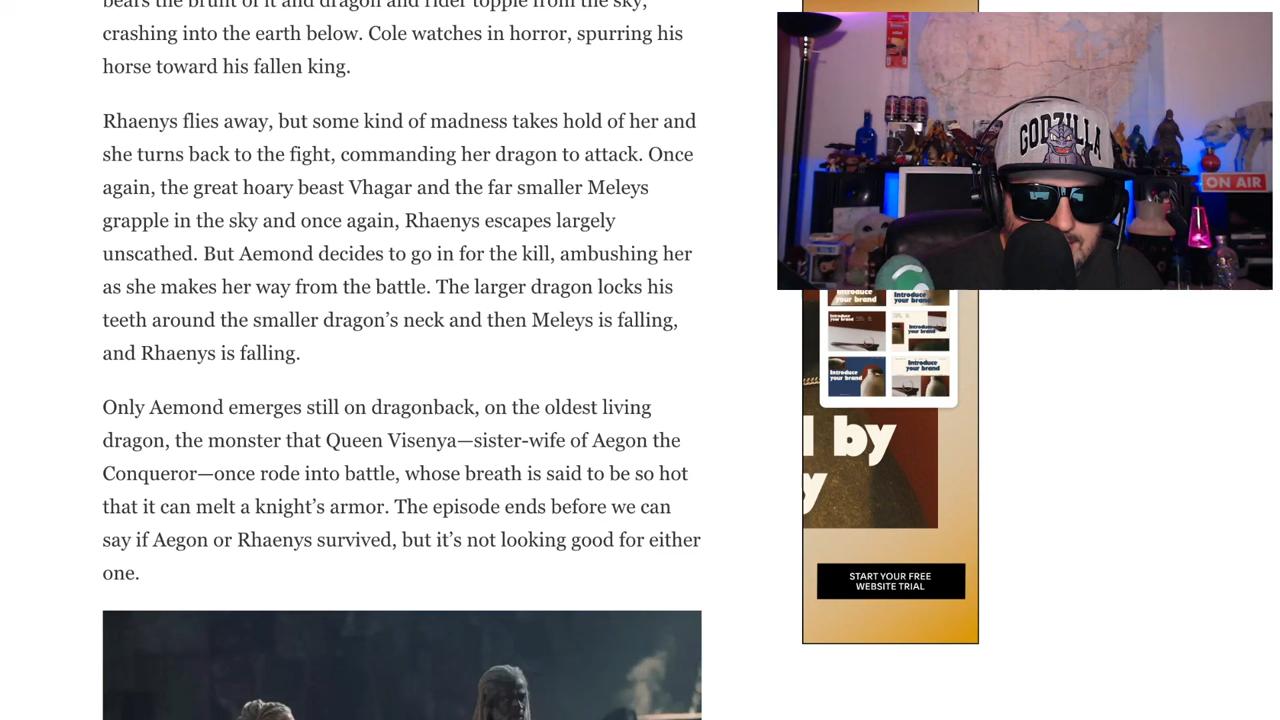 bears the brunt of it and dragon and rider topple from the sky,
crashing into the earth below. Cole watches in horror, spurring his
horse toward his fallen king.
Rhaenys flies away, but some kind of madness takes hold of her and
she turns back to the fight, commanding her dragon to attack. Once
again, the great hoary beast Vhagar and the far smaller Meleys
grapple in the sky and once again, Rhaenys escapes largely
unscathed. But Aemond decides to go in for the kill, ambushing her
as she makes her way from the battle. The larger dragon locks his
teeth around the smaller dragon’s neck and then Meleys is falling,
and Rhaenys is falling.
Only Aemond emerges still on dragonback, on the oldest living
dragon, the monster that Queen Visenya—sister-wife of Aegon the
Conqueror—once rode into battle, whose breath is said to be so hot
that it can melt a knight’s armor. The episode ends before we can
say if Aegon or Rhaenys survived, but it’s not looking good for either
one.
GODZILLA
ON AIR
Introduce
your brand
Introduce
your brand
Introduce
your brand
Introduce
your brand
Introduce
your brand
Introduce
your brand
by
y
START YOUR FREE
WEBSITE TRIAL